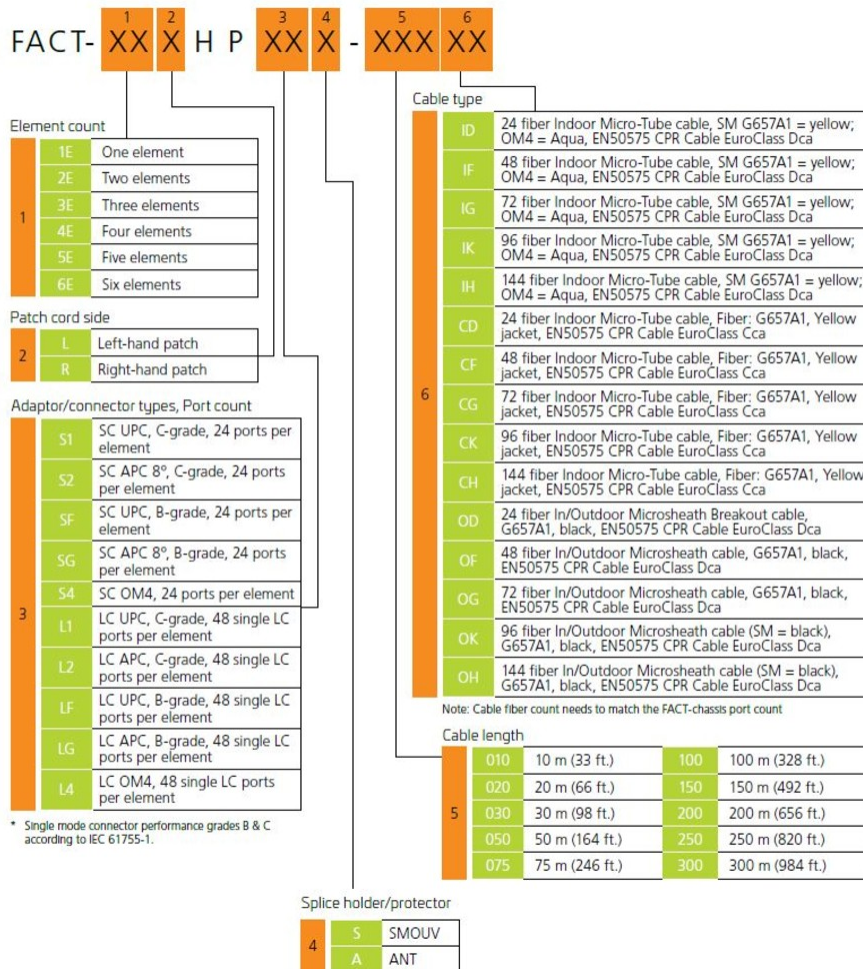 1 2 3 4 5 6
FACT- XX X H P XX X - XXX XX
Element count
1
1E One element
2E Two elements
3E Three elements
4E Four elements
5E Five elements
6E Six elements
Patch cord side
2
L Left-hand patch
R Right-hand patch
Adaptor/connector types, Port count
3
S1 SC UPC, C-grade, 24 ports per
element
S2 SC APC 8º, C-grade, 24 ports
per element
SF SC UPC, B-grade, 24 ports per
element
SG SC APC 8º, B-grade, 24 ports
per element
S4 SC OM4, 24 ports per element
L1 LC UPC, C-grade, 48 single LC
ports per element
L2 LC APC, C-grade, 48 single LC
ports per element
LF LC UPC, B-grade, 48 single LC
ports per element
LG LC APC, B-grade, 48 single LC
ports per element
L4 LC OM4, 48 single LC ports
per element
* Single mode connector performance grades B & C
according to IEC 61755-1.
Cable type
6
ID 24 fiber Indoor Micro-Tube cable, SM G657A1 = yellow;
OM4 = Aqua, EN50575 CPR Cable EuroClass Dca
IF 48 fiber Indoor Micro-Tube cable, SM G657A1 = yellow;
OM4 = Aqua, EN50575 CPR Cable EuroClass Dca
IG 72 fiber Indoor Micro-Tube cable, SM G657A1 = yellow;
OM4 = Aqua, EN50575 CPR Cable EuroClass Dca
IK 96 fiber Indoor Micro-Tube cable, SM G657A1 = yellow;
OM4 = Aqua, EN50575 CPR Cable EuroClass Dca
IH 144 fiber Indoor Micro-Tube cable, SM G657A1 = yellow;
OM4 = Aqua, EN50575 CPR Cable EuroClass Dca
CD 24 fiber Indoor Micro-Tube cable, Fiber: G657A1, Yellow
jacket, EN50575 CPR Cable EuroClass Cca
CF 48 fiber Indoor Micro-Tube cable, Fiber: G657A1, Yellow
jacket, EN50575 CPR Cable EuroClass Cca
CG 72 fiber Indoor Micro-Tube cable, Fiber: G657A1, Yellow
jacket, EN50575 CPR Cable EuroClass Cca
CK 96 fiber Indoor Micro-Tube cable, Fiber: G657A1, Yellow
jacket, EN50575 CPR Cable EuroClass Cca
CH 144 fiber Indoor Micro-Tube cable, Fiber: G657A1, Yellow
jacket, EN50575 CPR Cable EuroClass Cca
OD 24 fiber In/Outdoor Microsheath Breakout cable,
G657A1, black, EN50575 CPR Cable EuroClass Dca
OF 48 fiber In/Outdoor Microsheath cable, G657A1, black,
EN50575 CPR Cable EuroClass Dca
OG 72 fiber In/Outdoor Microsheath cable, G657A1, black,
EN50575 CPR Cable EuroClass Dca
OK 96 fiber In/Outdoor Microsheath cable (SM = black),
G657A1, black, EN50575 CPR Cable EuroClass Dca
OH 144 fiber In/Outdoor Microsheath cable (SM = black),
G657A1, black, EN50575 CPR Cable EuroClass Dca
Note: Cable fiber count needs to match the FACT-chassis port count
Cable length
5
010 10 m (33 ft.) 100 100 m (328 ft.)
020 20 m (66 ft.) 150 150 m (492 ft.)
030 30 m (98 ft.) 200 200 m (656 ft.)
050 50 m (164 ft.) 250 250 m (820 ft.)
075 75 m (246 ft.) 300 300 m (984 ft.)
Splice holder/protector
4
S SMOUV
A ANT